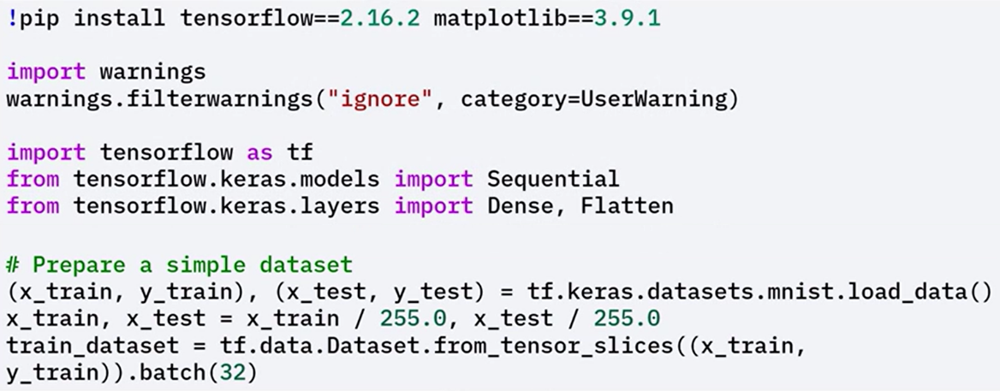 !pip install tensorflow==2.16.2 matplotlib==3.9.1
import warnings
warnings.filterwarnings("ignore", category=UserWarning)
import tensorflow as tf
from tensorflow.keras.models import Sequential
from tensorflow.keras.layers import Dense, Flatten
# Prepare a simple dataset
(x_train, y_train), (x_test, y_test) = tf.keras.datasets.mnist.load_data()
x_train, x_test = x_train / 255.0, x_test / 255.0
train_dataset = tf.data.Dataset.from_tensor_slices((x_train,
y_train)).batch(32)